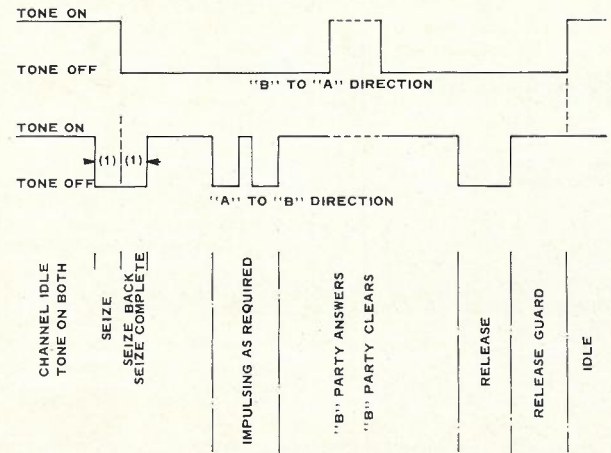 TONE ON
TONE OFF
"B" TO "A" DIRECTION
TONE ON
(1) (1)
TONE OFF
"A" TO "B" DIRECTION
CHANNEL IDLE
TONE ON BOTH
SEIZE
SEIZE BACK
SEIZE COMPLETE
IMPULSING AS REQUIRED
"B" PARTY ANSWERS
"B" PARTY CLEARS
RELEASE
RELEASE GUARD
IDLE